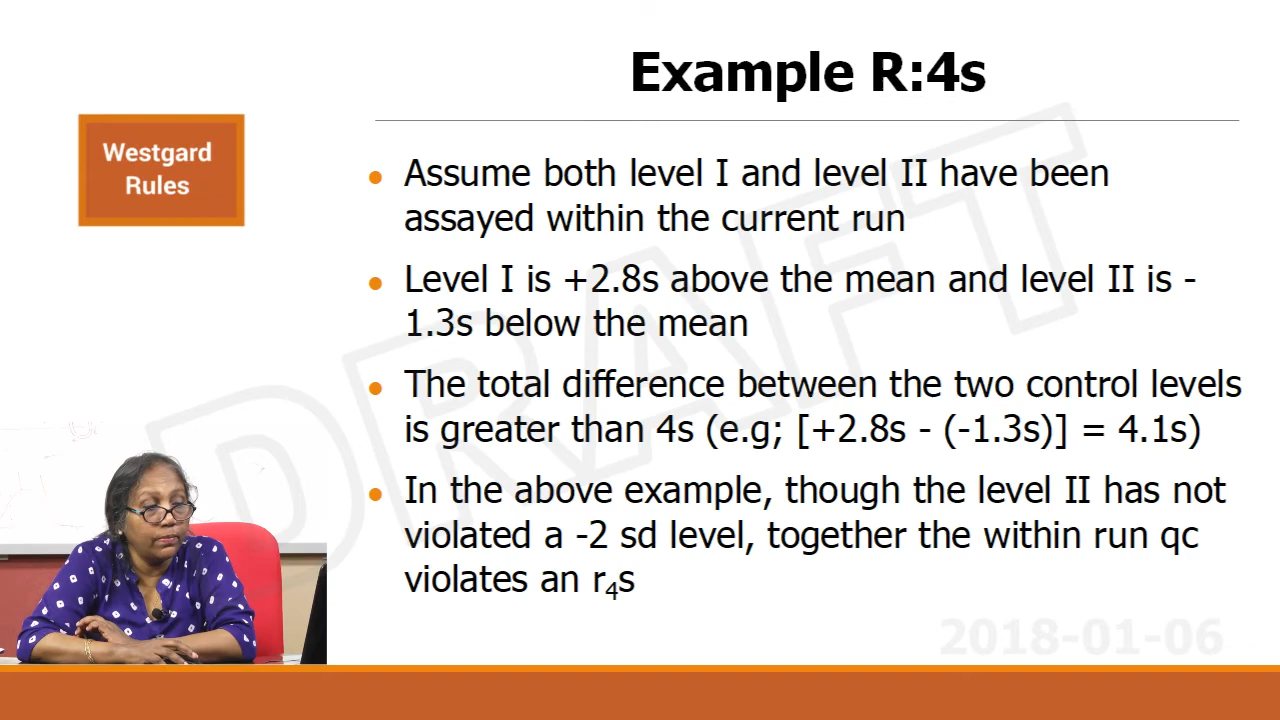 Example R:4s
Westgard
Rules
Assume both level I and level II have been
assayed within the current run
Level I is +2.8s above the mean and level II is -
1.3s below the mean
The total difference between the two control levels
is greater than 4s (e.g; [+2.8s - (-1.3s)] = 4.1s)
In the above example, though the level II has not
violated a -2 sd level, together the within run qc
violates an r₄s
DRAFT
2018-01-06